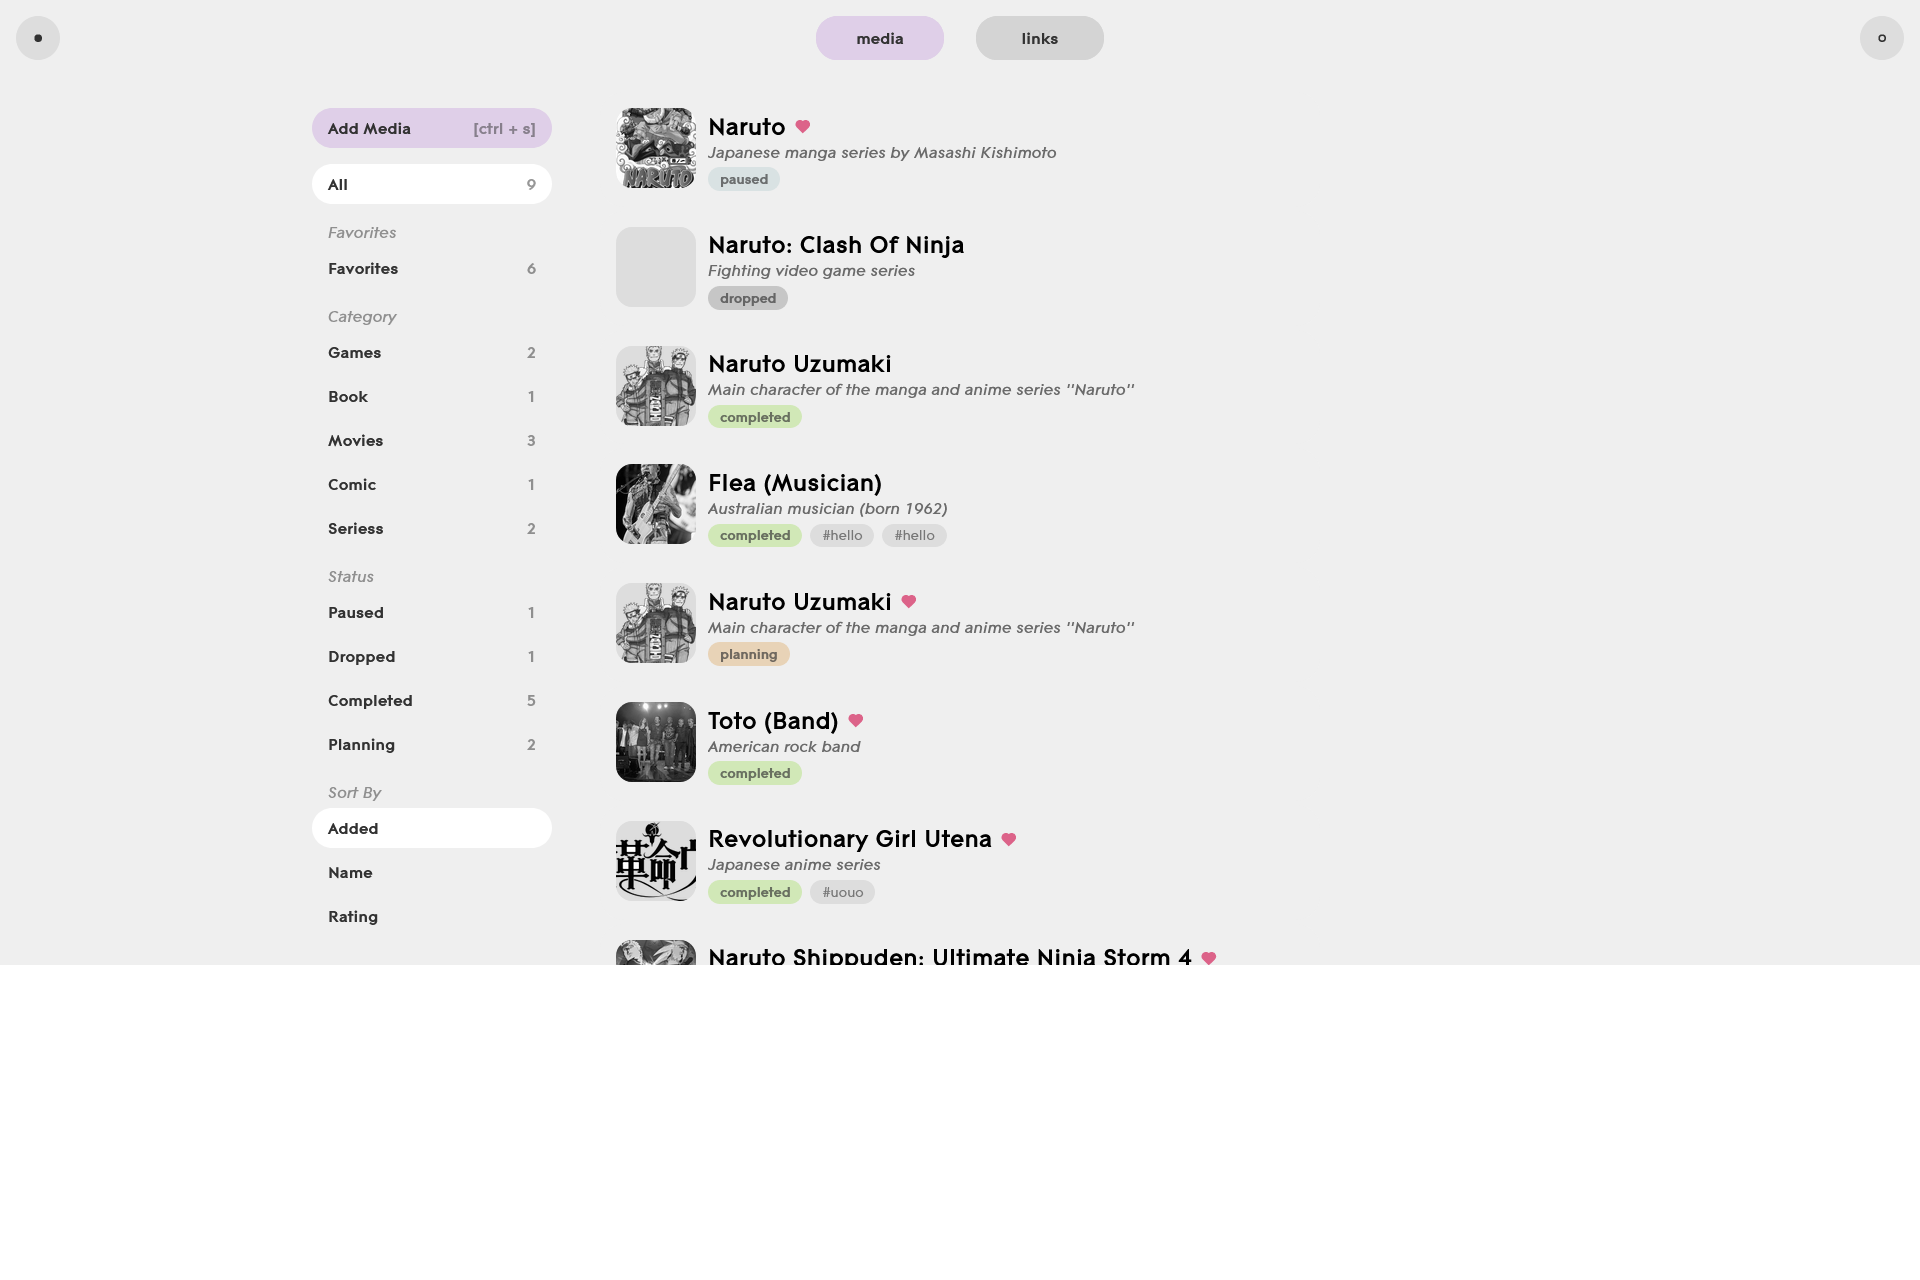 media
links
Add Media [ctrl + s]
All 9
Favorites
Favorites 6
Category
Games 2
Book 1
Movies 3
Comic 1
Seriess 2
Status
Paused 1
Dropped 1
Completed 5
Planning 2
Sort By
Added
Name
Rating
NARUTO
Naruto
Japanese manga series by Masashi Kishimoto
paused
Naruto: Clash Of Ninja
Fighting video game series
dropped
Naruto Uzumaki
Main character of the manga and anime series "Naruto"
completed
Flea (Musician)
Australian musician (born 1962)
completed #hello #hello
Naruto Uzumaki
Main character of the manga and anime series "Naruto"
planning
Toto (Band)
American rock band
completed
革命
Revolutionary Girl Utena
Japanese anime series
completed #uouo
Naruto Shippuden: Ultimate Ninja Storm 4